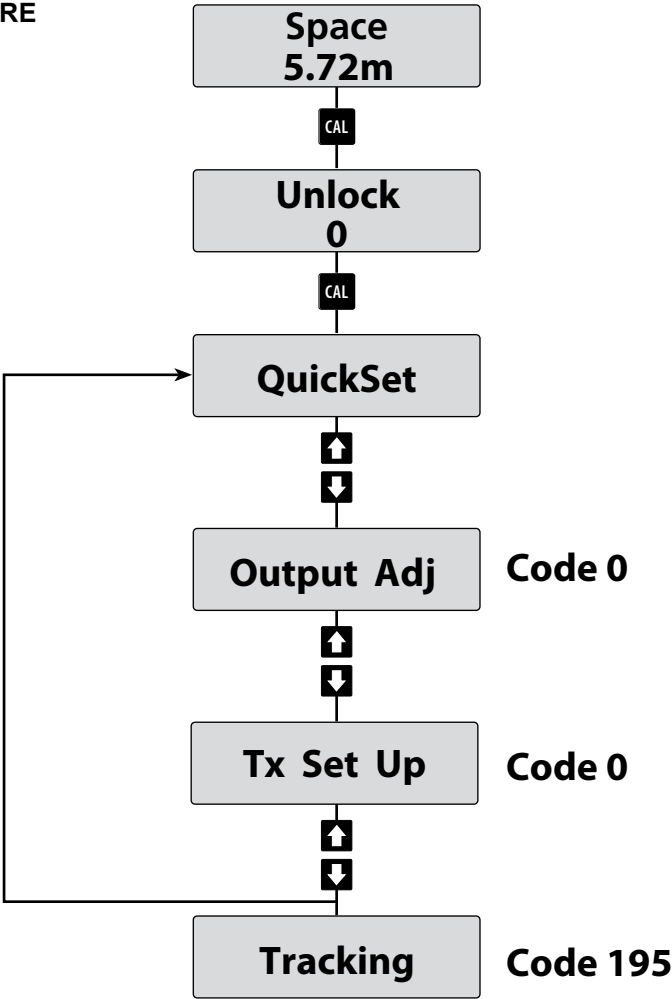 RE
Space
5.72m
CAL
Unlock
0
CAL
QuickSet
Output Adj Code 0
Tx Set Up Code 0
Tracking Code 195